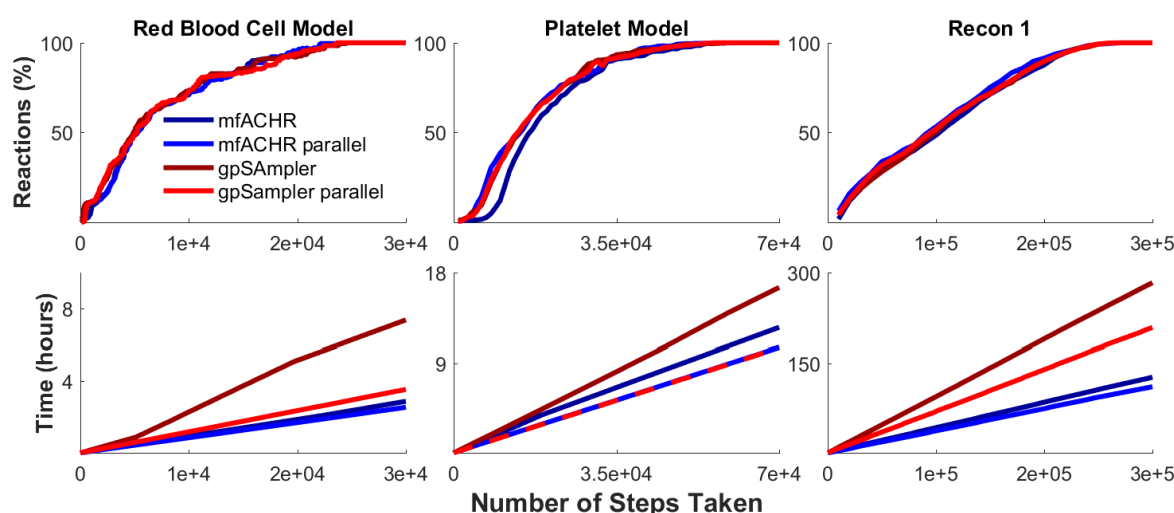 Red Blood Cell Model
Platelet Model
Recon 1
Reactions (%)
100
50
0
1e+4
2e+04
3e+4
mfACHR
mfACHR parallel
gpSAmpler
gpSampler parallel
100
50
0
3.5e+04
7e+4
100
50
0
1e+5
2e+05
3e+5
Time (hours)
8
4
0
1e+4
2e+04
3e+4
18
9
0
3.5e+04
7e+4
300
150
0
1e+5
2e+05
3e+5
Number of Steps Taken